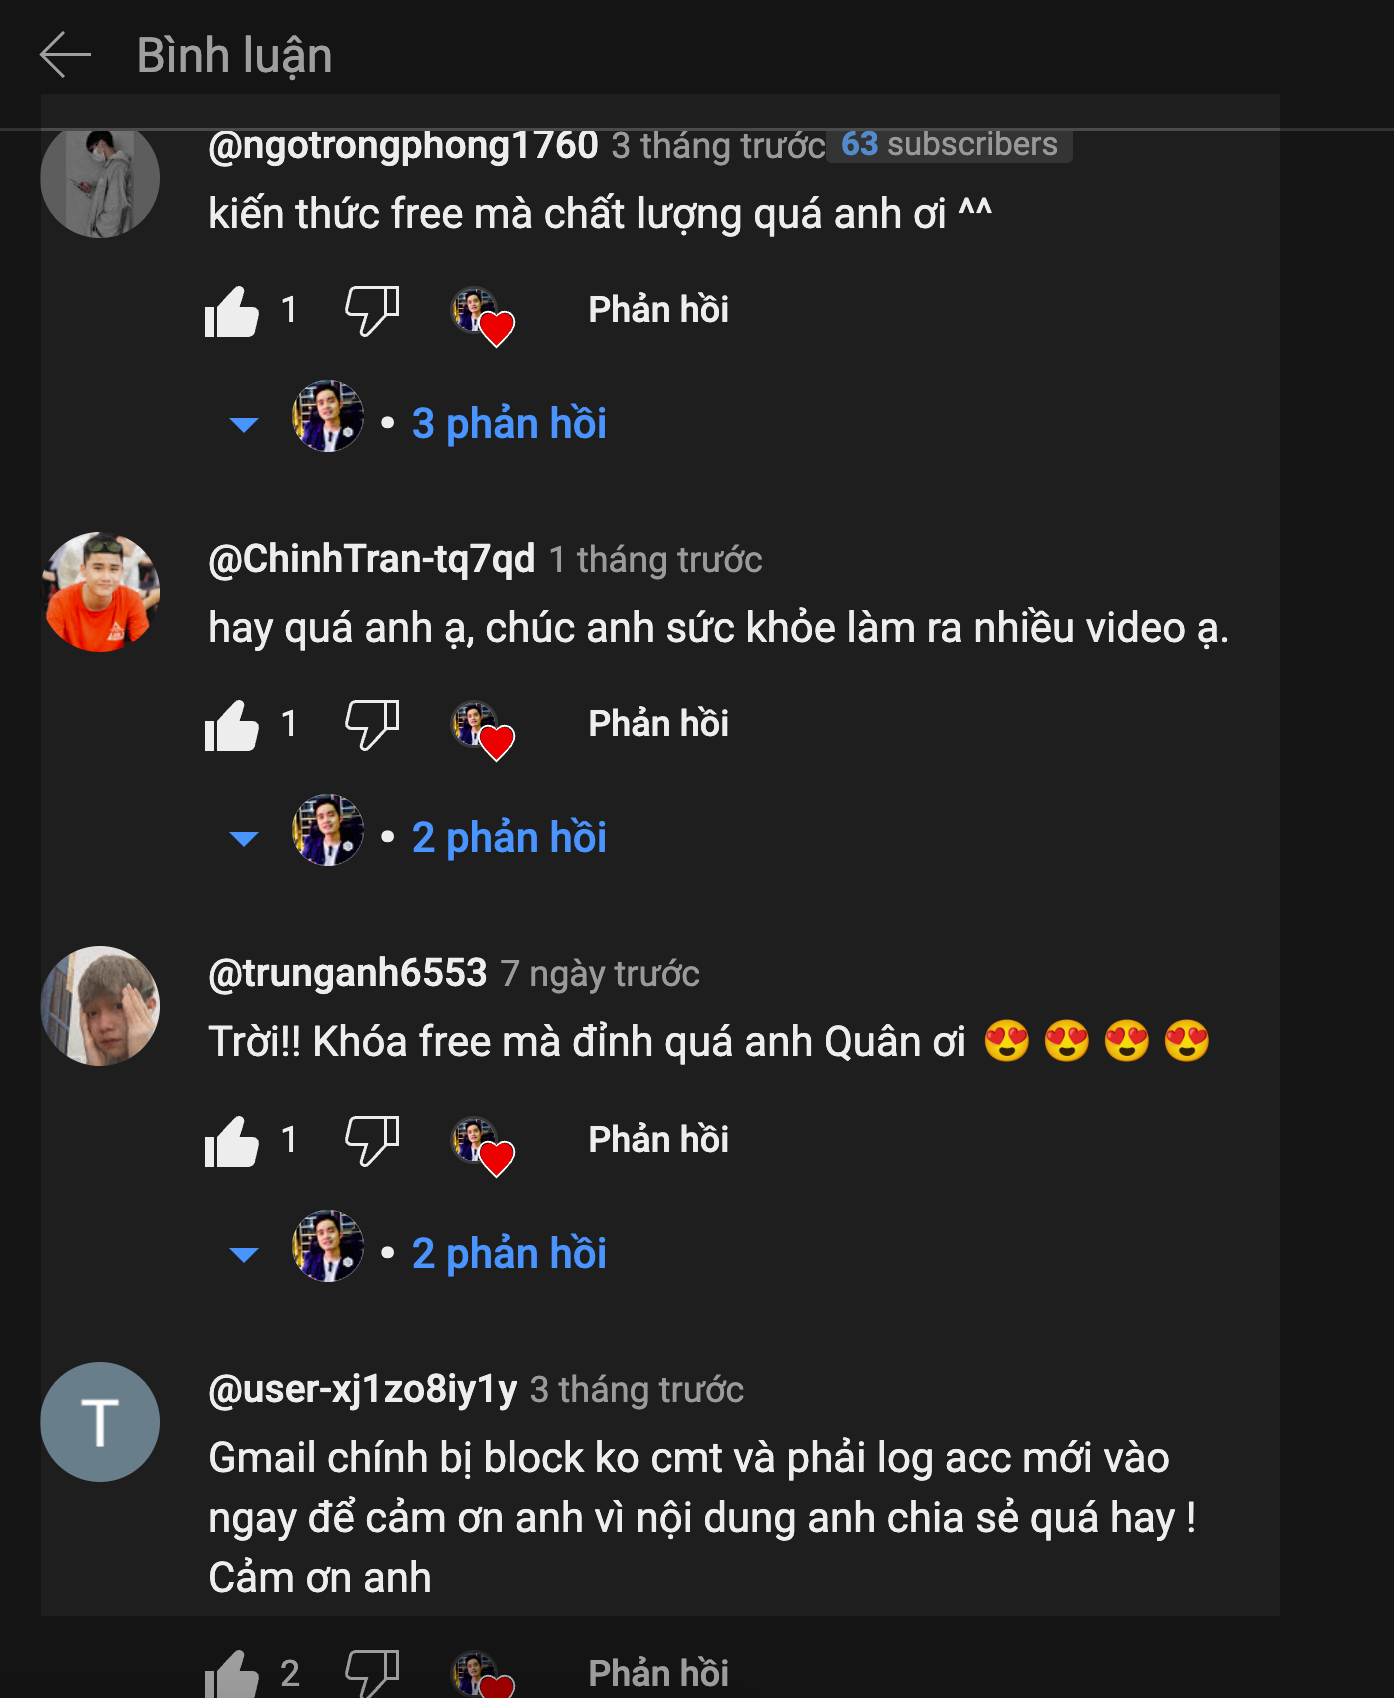 Bình luận
@ngotrongphong1760 3 tháng trước 63 subscribers
kiến thức free mà chất lượng quá anh ơi ^^
1 Phản hồi
• 3 phản hồi
@ChinhTran-tq7qd 1 tháng trước
hay quá anh ạ, chúc anh sức khỏe làm ra nhiều video ạ.
1 Phản hồi
• 2 phản hồi
@trunganh6553 7 ngày trước
Trời!! Khóa free mà đỉnh quá anh Quân ơi 😍 😍 😍 😍
1 Phản hồi
• 2 phản hồi
T
@user-xj1zo8iy1y 3 tháng trước
Gmail chính bị block ko cmt và phải log acc mới vào
ngay để cảm ơn anh vì nội dung anh chia sẻ quá hay !
Cảm ơn anh
2 Phản hồi